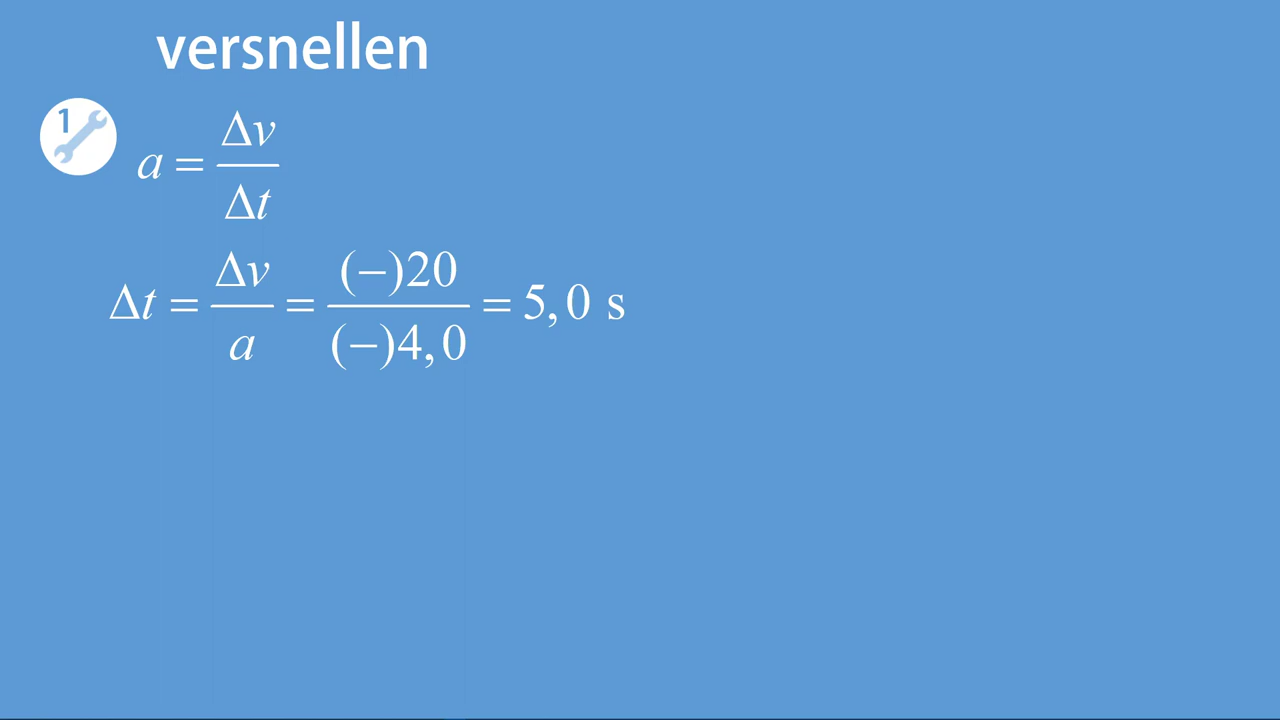 versnellen
1
a = Δv / Δt
Δt = Δv / a = (−)20 / (−)4,0 = 5,0 s